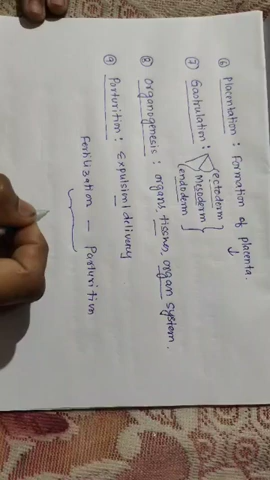 ⑥ Placentation : Formation of placenta.
↓
⑦ Gastrulation : { ectoderm
Mesoderm
endoderm }
⑧ Organogenesis : organs, tissues, organ system.
⑨ Parturition : Expulsion / delivery
Fertilization – Parturition